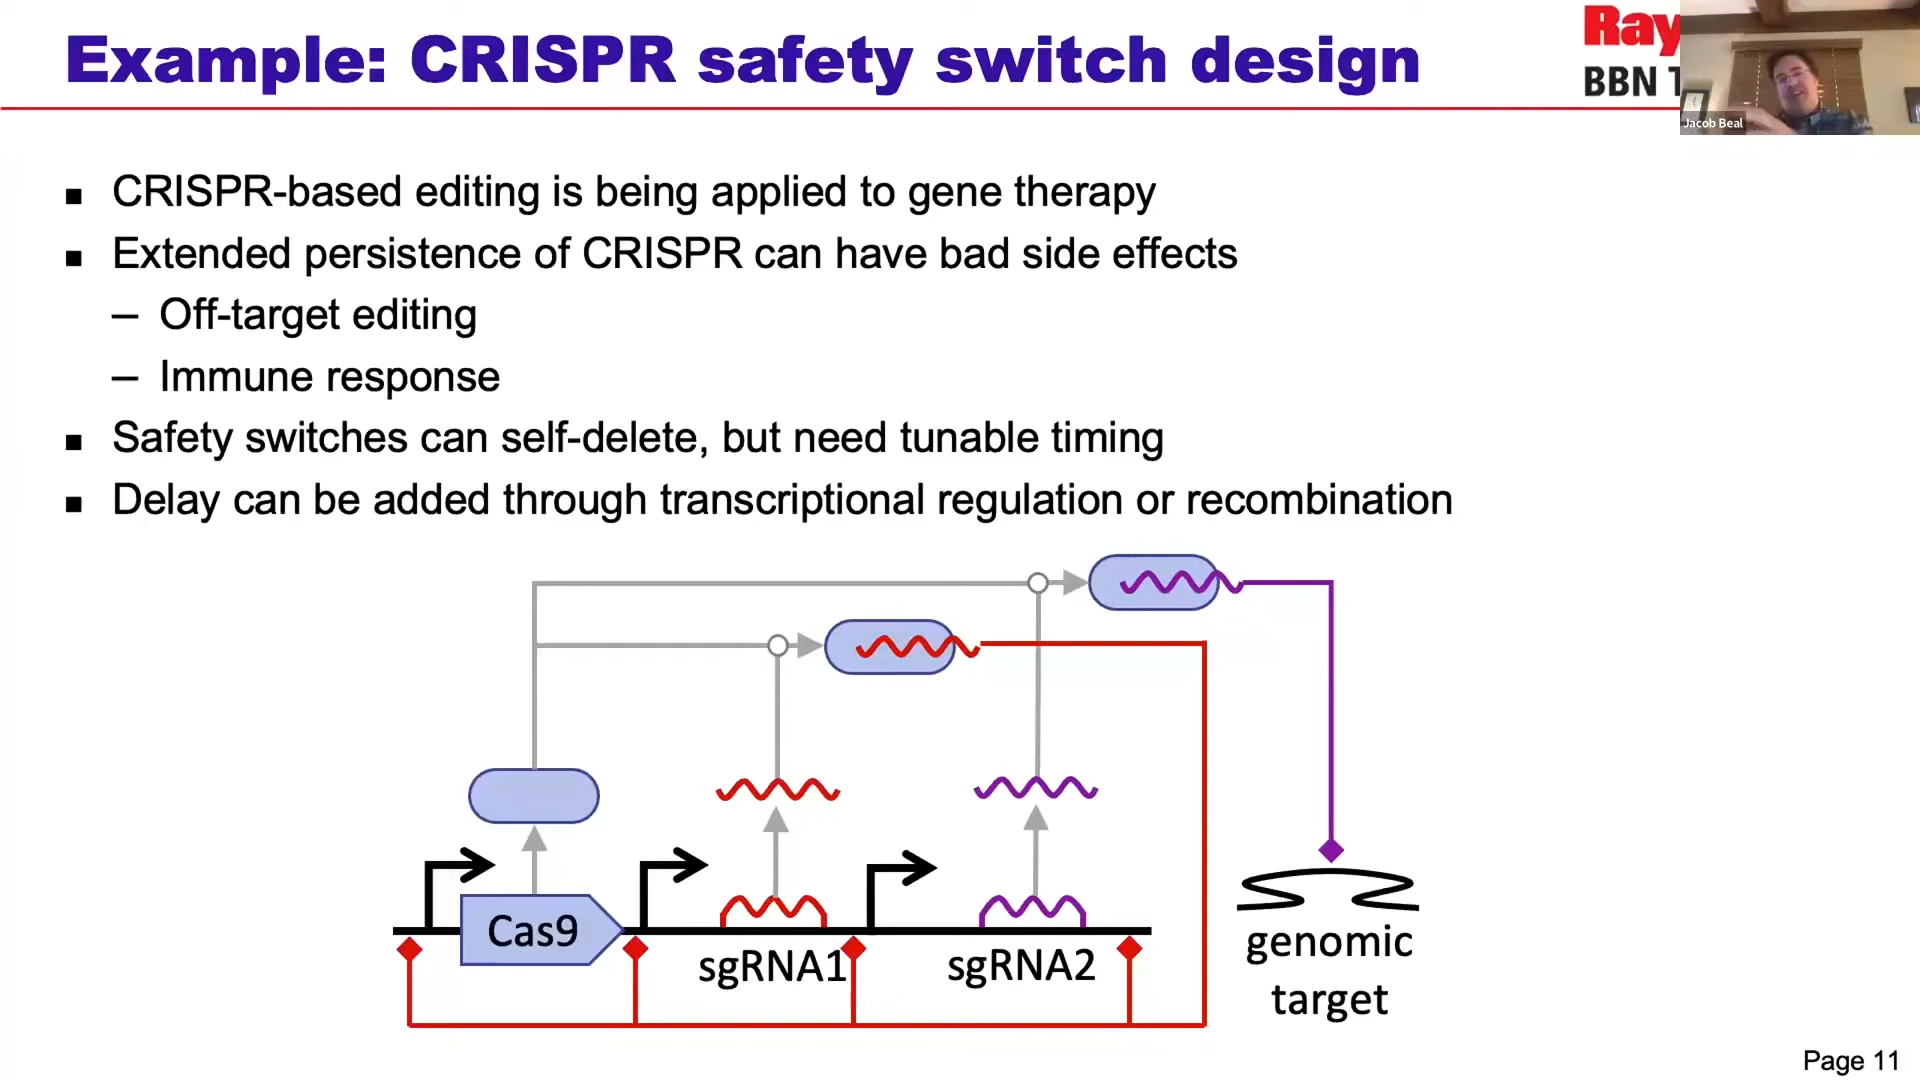 Example: CRISPR safety switch design
Ray
BBN T
Jacob Beal
CRISPR-based editing is being applied to gene therapy
Extended persistence of CRISPR can have bad side effects
– Off-target editing
– Immune response
Safety switches can self-delete, but need tunable timing
Delay can be added through transcriptional regulation or recombination
Cas9
sgRNA1
sgRNA2
genomic
target
Page 11